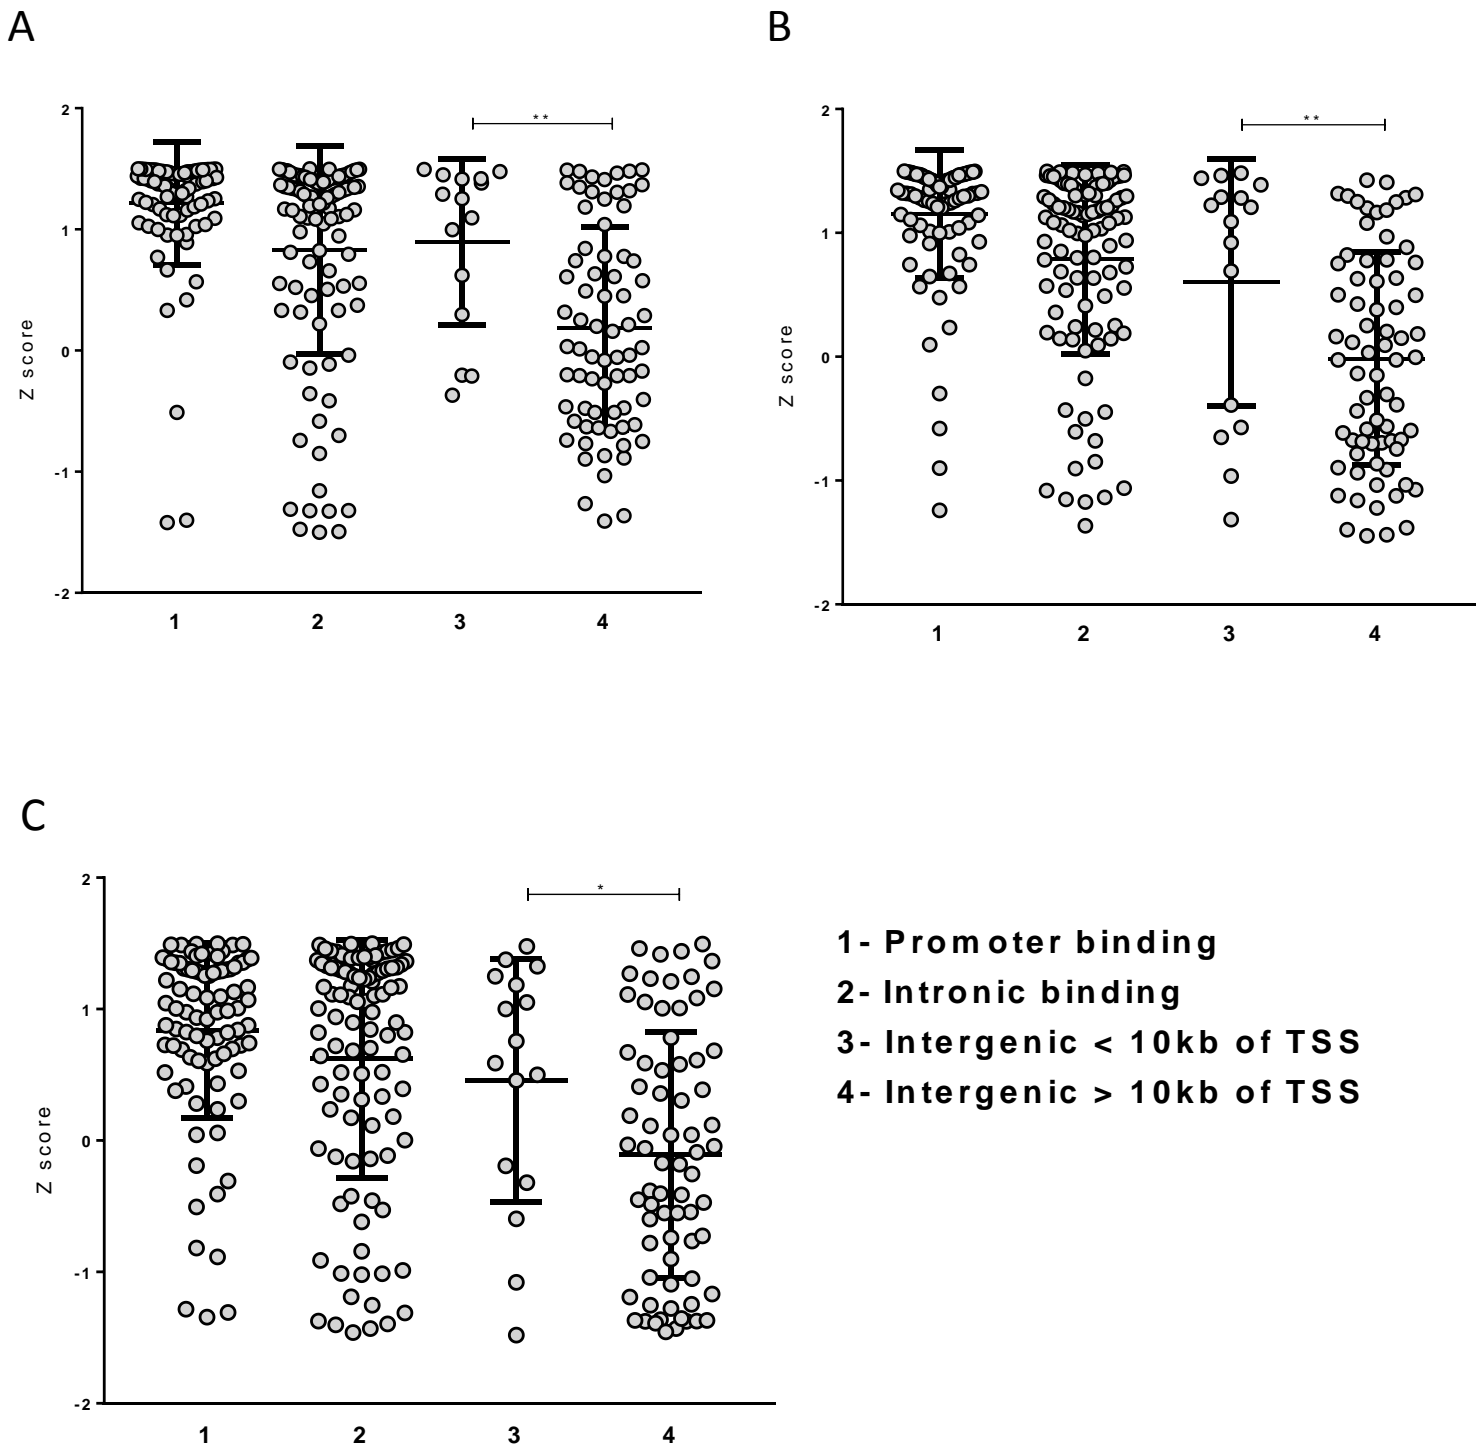 A
B
2
1
0
-1
-2
Z score
**
1 2 3 4
2
1
0
-1
-2
Z score
**
1 2 3 4
C
2
1
0
-1
-2
Z score
*
1 2 3 4
1- Promoter binding
2- Intronic binding
3- Intergenic < 10kb of TSS
4- Intergenic > 10kb of TSS